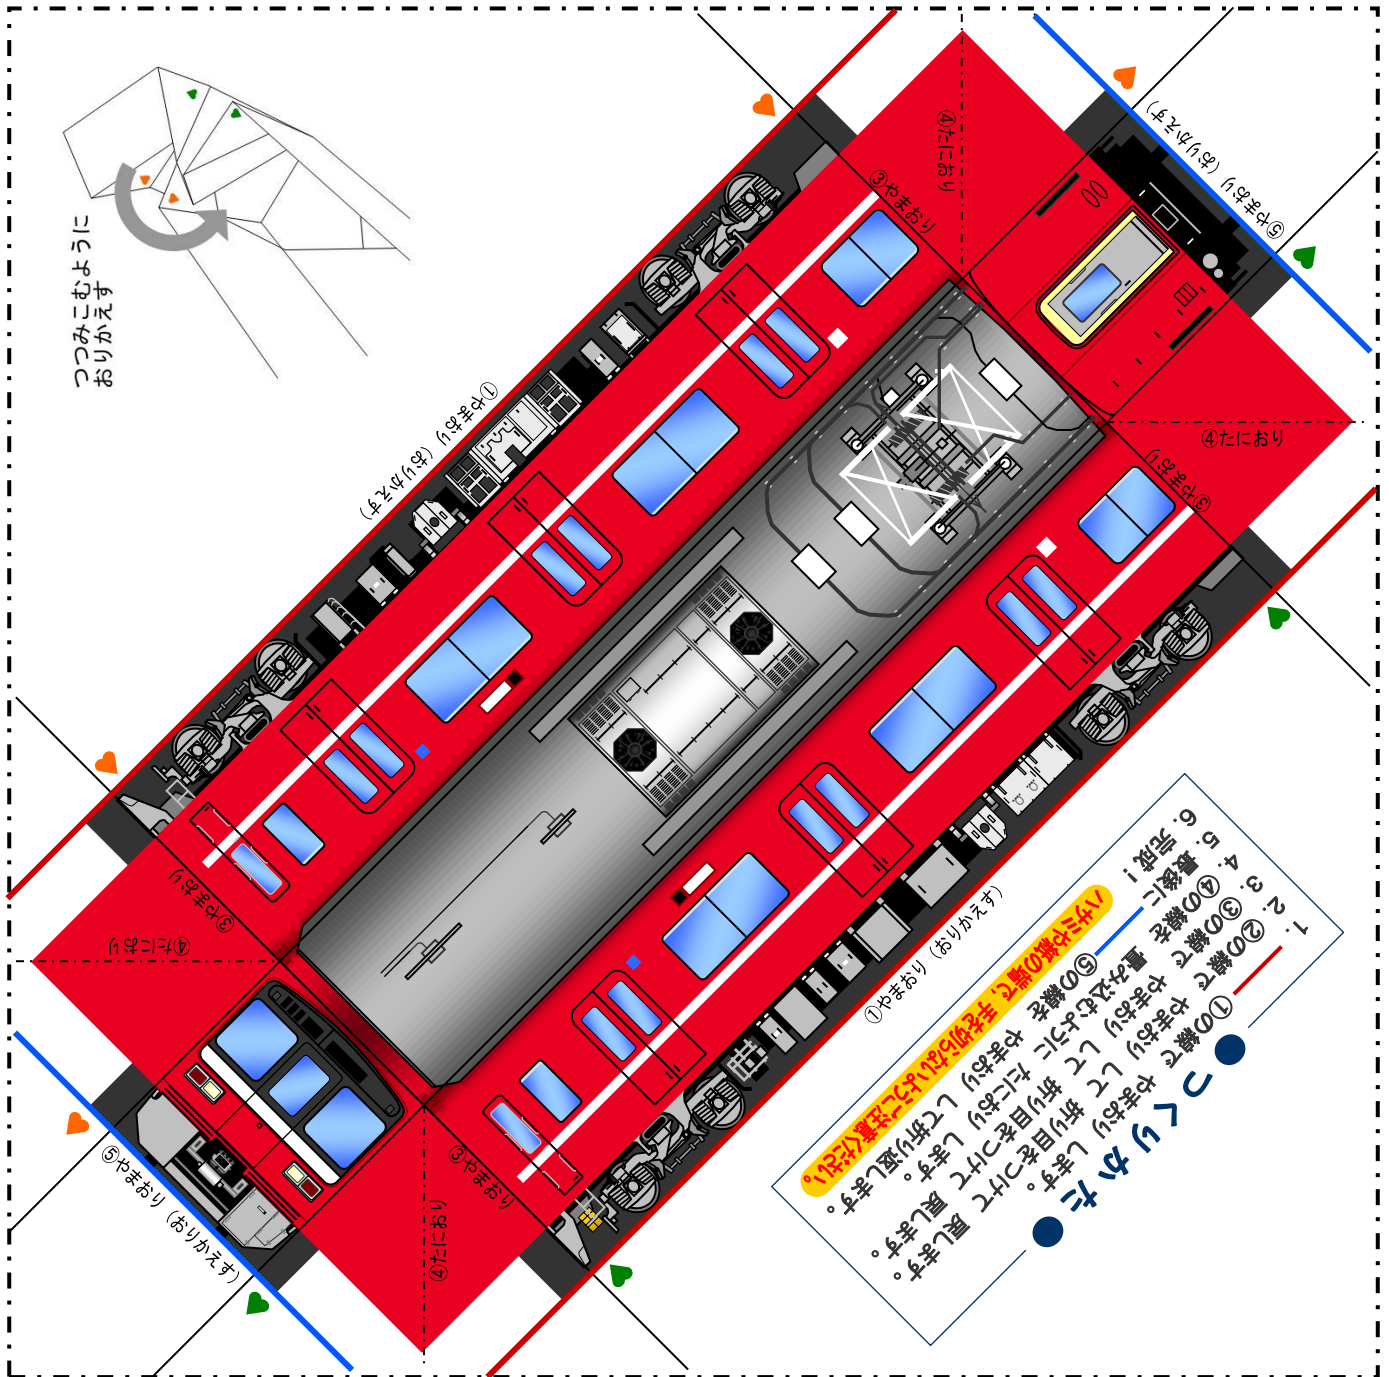 つつみこむように
おりかえす
①やまおり（おりかえす）
③やまおり
④たにおり
⑤やまおり（おりかえす）
④たにおり
③やまおり
③やまおり
④たにおり
⑤やまおり（おりかえす）
③やまおり
④たにおり
①やまおり（おりかえす）
つくりかた
1. ①の線で やまおり します。
2. ②の線で やまおり して 折り目をつけて 戻します。
3. ③の線で やまおり して 折り目をつけて 戻します。
4. ④の線を 畳み込むように たにおり します。
5. 最後に ⑤の線を やまおり して折り返します。
6. 完成！
ハサミや紙の端で、手を切らないようご注意ください。